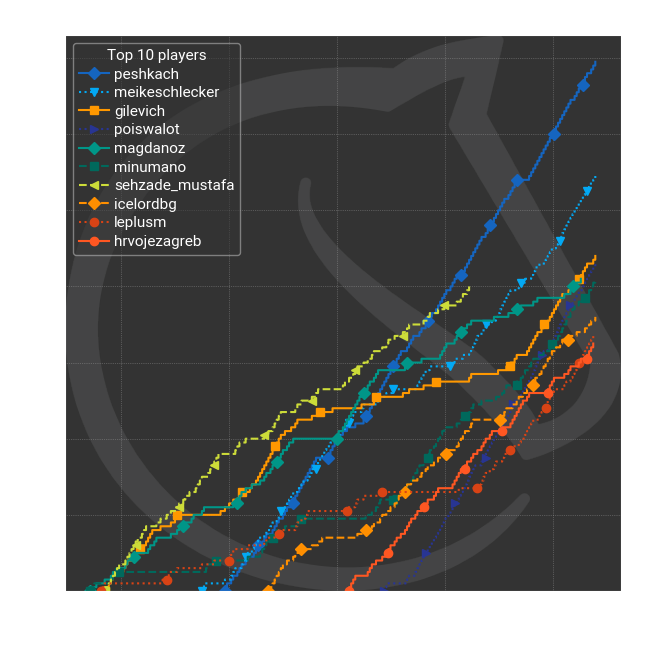 Top 10 players
peshkach
meikeschlecker
gilevich
poiswalot
magdanoz
minumano
sehzade_mustafa
icelordbg
leplusm
hrvojezagreb